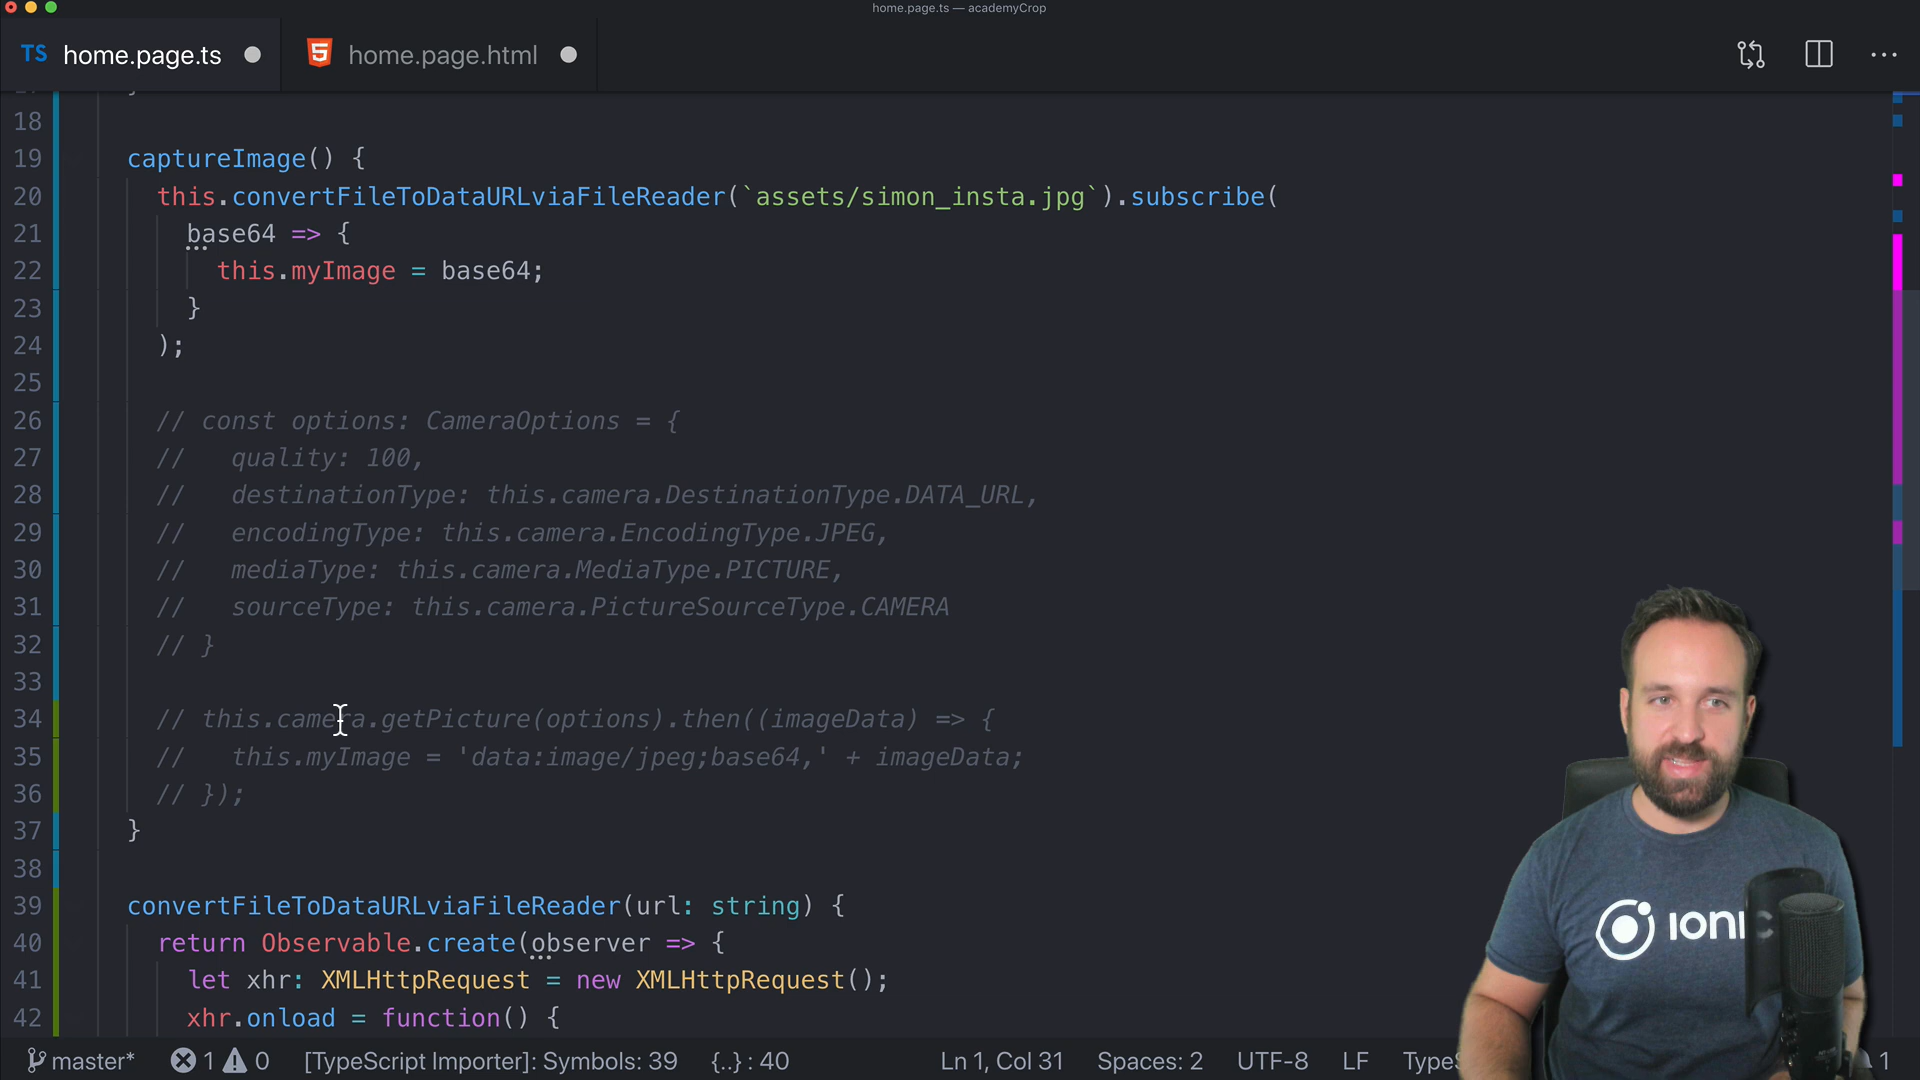 home.page.ts — academyCrop
TS home.page.ts
5 home.page.html
18
19 captureImage() {
20 this.convertFileToDataURLviaFileReader(`assets/simon_insta.jpg`).subscribe(
21 base64 => {
22 this.myImage = base64;
23 }
24 );
25
26 // const options: CameraOptions = {
27 // quality: 100,
28 // destinationType: this.camera.DestinationType.DATA_URL,
29 // encodingType: this.camera.EncodingType.JPEG,
30 // mediaType: this.camera.MediaType.PICTURE,
31 // sourceType: this.camera.PictureSourceType.CAMERA
32 // }
33
34 // this.camera.getPicture(options).then((imageData) => {
35 // this.myImage = 'data:image/jpeg;base64,' + imageData;
36 // });
37 }
38
39 convertFileToDataURLviaFileReader(url: string) {
40 return Observable.create(observer => {
41 let xhr: XMLHttpRequest = new XMLHttpRequest();
42 xhr.onload = function() {
IONIC
master* 1 0 [TypeScript Importer]: Symbols: 39 {..} : 40 Ln 1, Col 31 Spaces: 2 UTF-8 LF Types 1